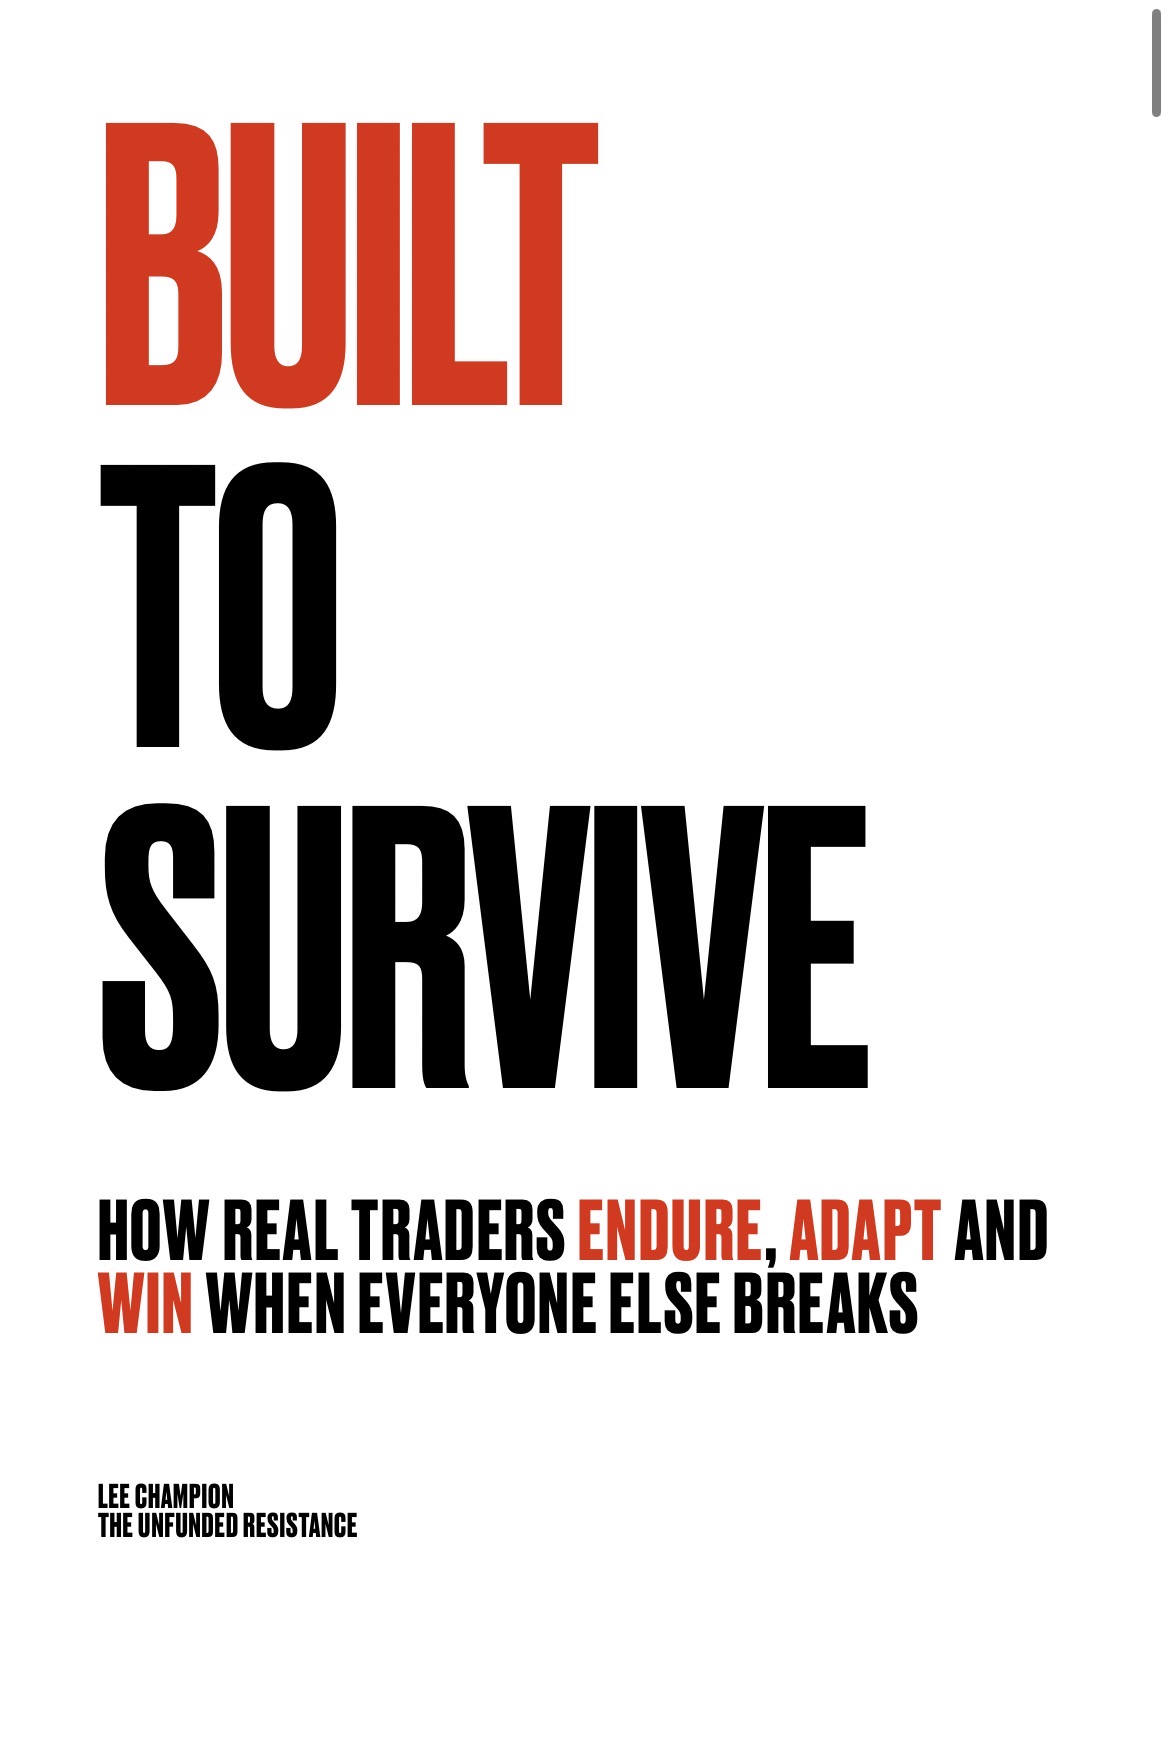 BUILT
TO
SURVIVE
HOW REAL TRADERS ENDURE, ADAPT AND
WIN WHEN EVERYONE ELSE BREAKS
LEE CHAMPION
THE UNFUNDED RESISTANCE